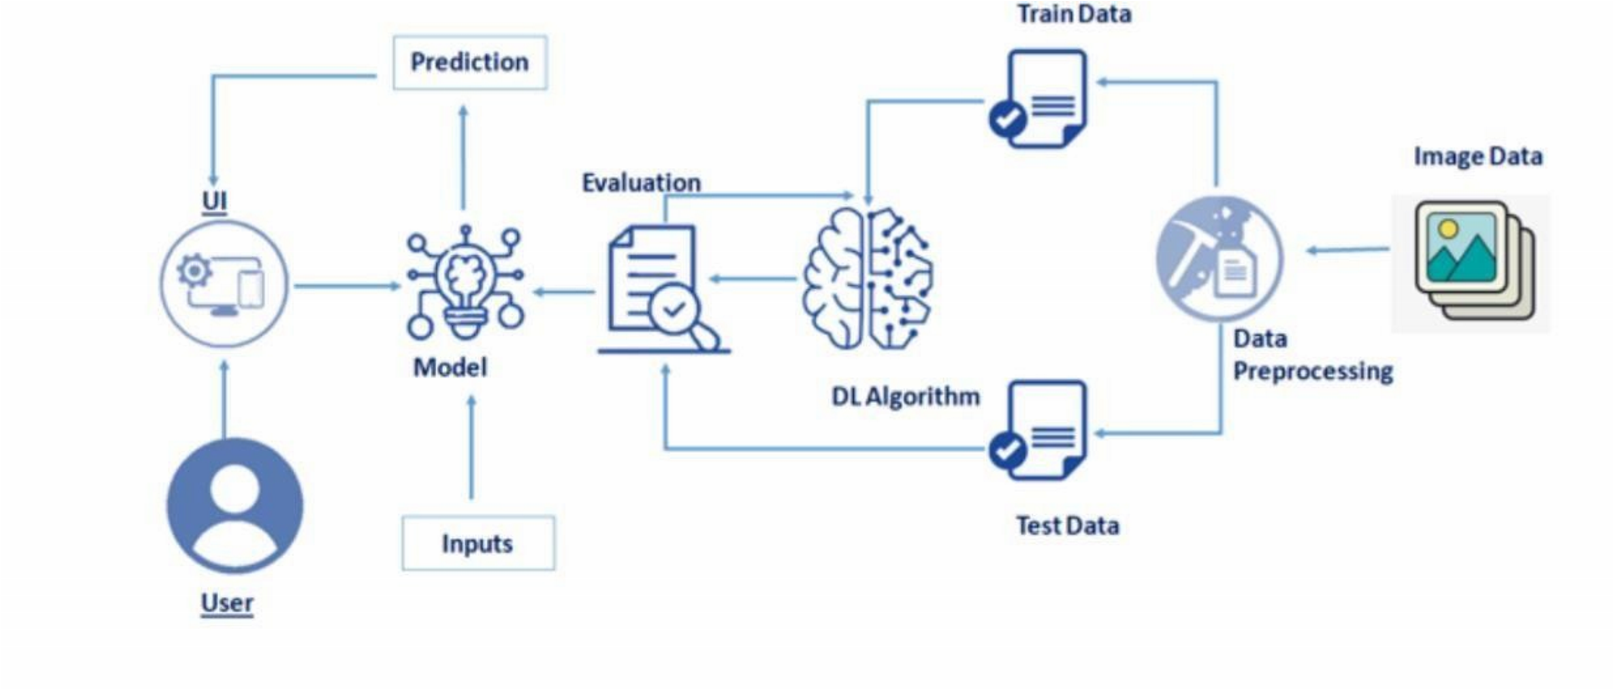 Train Data
Prediction
Image Data
Evaluation
UI
Data
Preprocessing
Model
DL Algorithm
Test Data
Inputs
User